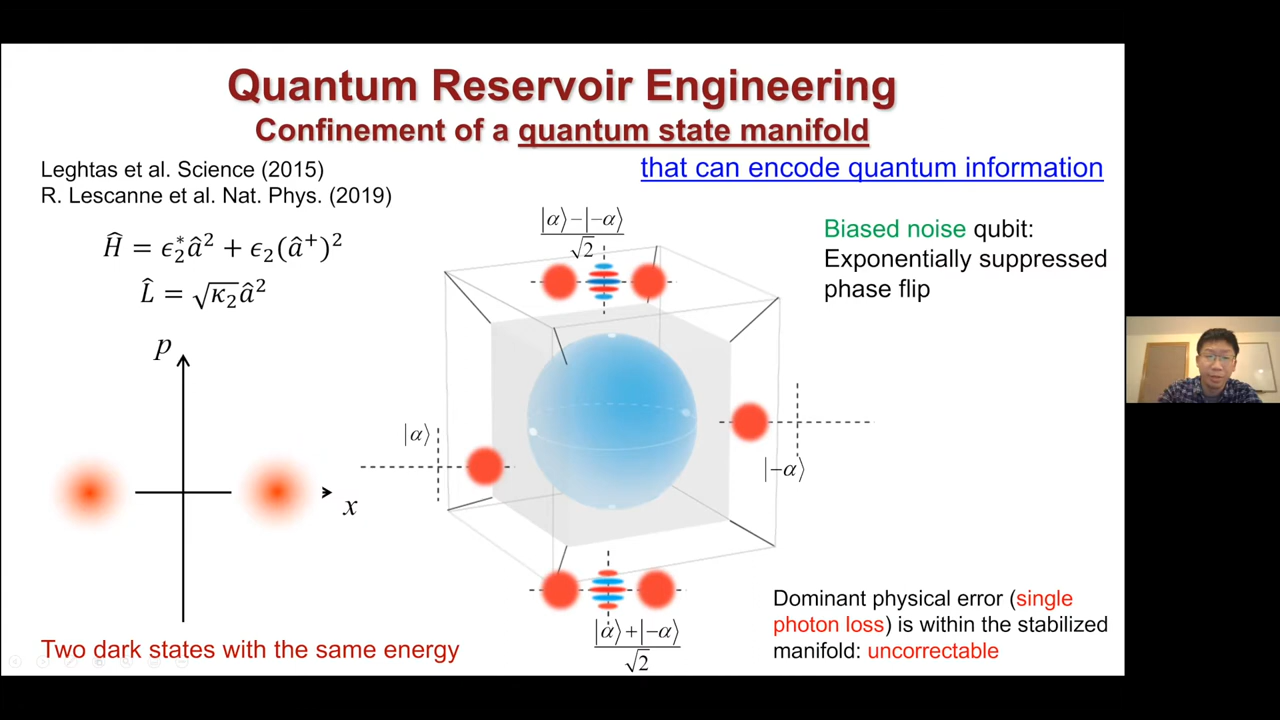 Quantum Reservoir Engineering
Confinement of a quantum state manifold
Leghtas et al. Science (2015)
R. Lescanne et al. Nat. Phys. (2019)
that can encode quantum information
Ĥ = ϵ₂*â² + ϵ₂(â⁺)²
L̂ = √κ₂ â²
|α⟩−|−α⟩
√2
Biased noise qubit:
Exponentially suppressed
phase flip
p
x
|α⟩
|−α⟩
|α⟩+|−α⟩
√2
Two dark states with the same energy
Dominant physical error (single
photon loss) is within the stabilized
manifold: uncorrectable